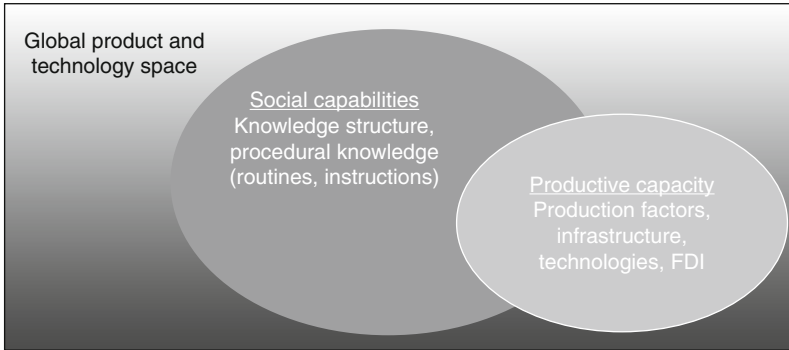 Global product and
technology space
Social capabilities
Knowledge structure,
procedural knowledge
(routines, instructions)
Productive capacity
Production factors,
infrastructure,
technologies, FDI